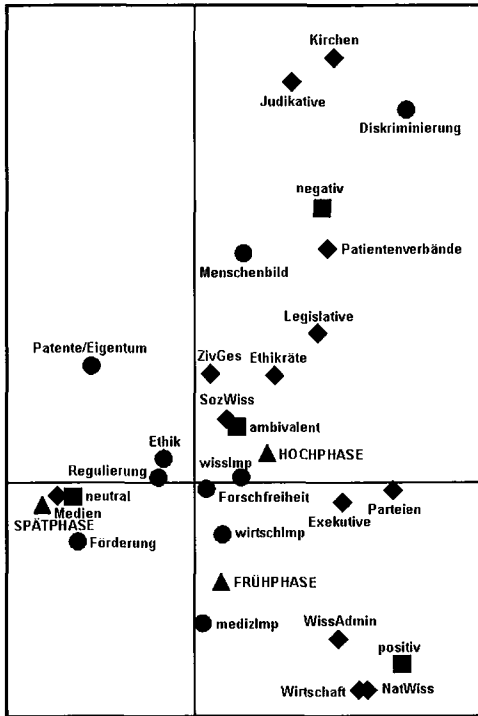 Kirchen
Judikative
Diskriminierung
negativ
Patientenverbände
Menschenbild
Legislative
Patente/Eigentum
ZivGes
Ethikräte
SozWiss
ambivalent
Ethik
wissImp
HOCHPHASE
Regulierung
neutral
Forschfreiheit
Parteien
Medien
Exekutive
SPÄTPHASE
Förderung
wirtschImp
FRÜHPHASE
medizImp
WissAdmin
positiv
Wirtschaft
NatWiss